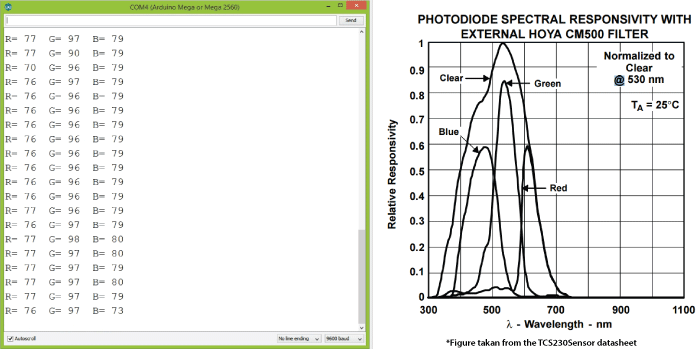 COM4 (Arduino Mega or Mega 2560)
Send
R= 77 G= 97 B= 79
R= 77 G= 90 B= 79
R= 70 G= 96 B= 79
R= 76 G= 97 B= 79
R= 76 G= 96 B= 79
R= 76 G= 96 B= 79
R= 76 G= 97 B= 79
R= 76 G= 96 B= 79
R= 76 G= 96 B= 79
R= 76 G= 96 B= 79
R= 76 G= 96 B= 79
R= 76 G= 96 B= 79
R= 77 G= 96 B= 79
R= 76 G= 97 B= 79
R= 77 G= 98 B= 80
R= 77 G= 97 B= 80
R= 77 G= 97 B= 79
R= 77 G= 97 B= 80
R= 77 G= 97 B= 79
R= 76 G= 97 B= 73
Autoscroll
No line ending
9600 baud
PHOTODIODE SPECTRAL RESPONSIVITY WITH
EXTERNAL HOYA CM500 FILTER
Normalized to
Clear
@ 530 nm
TA = 25°C
Clear
Green
Blue
Red
Relative Responsivity
1
0.9
0.8
0.7
0.6
0.5
0.4
0.3
0.2
0.1
0
300 500 700 900 1100
λ - Wavelength - nm
*Figure takan from the TCS230Sensor datasheet